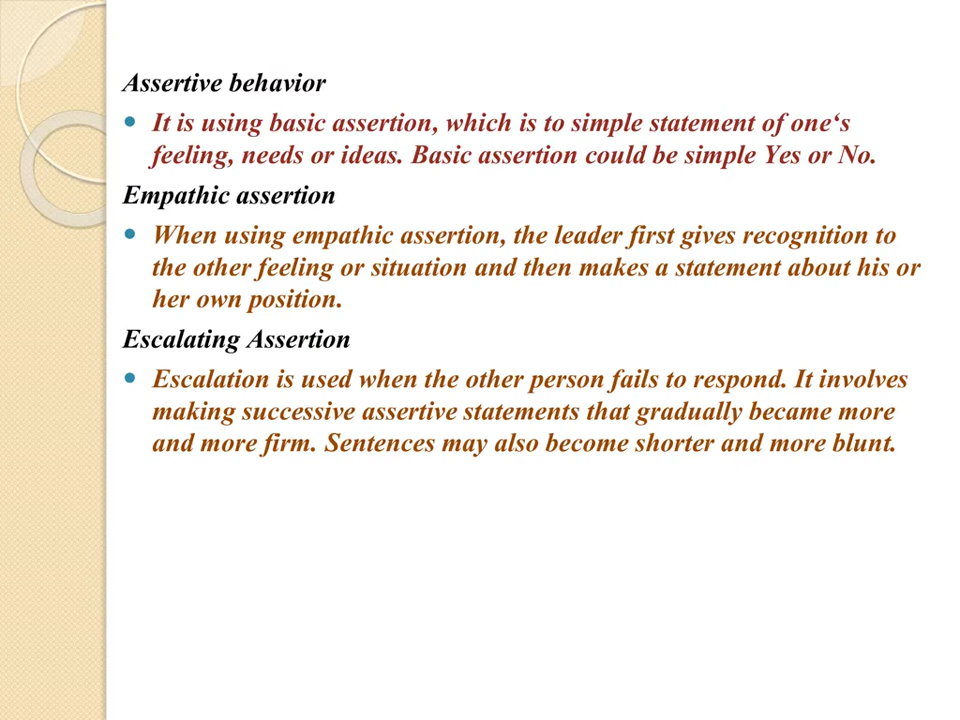 Assertive behavior
• It is using basic assertion, which is to simple statement of one‘s
feeling, needs or ideas. Basic assertion could be simple Yes or No.
Empathic assertion
• When using empathic assertion, the leader first gives recognition to
the other feeling or situation and then makes a statement about his or
her own position.
Escalating Assertion
• Escalation is used when the other person fails to respond. It involves
making successive assertive statements that gradually became more
and more firm. Sentences may also become shorter and more blunt.